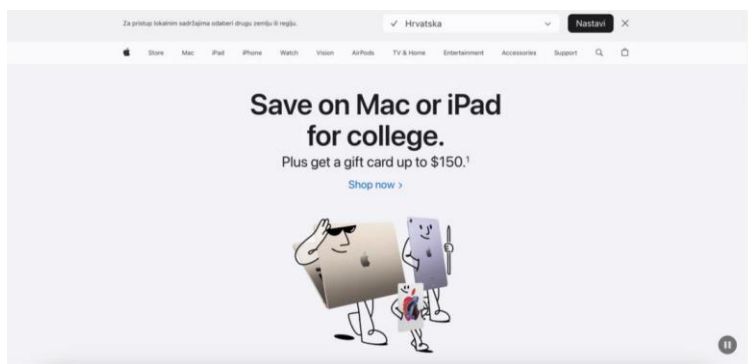 Za pristup lokalnim sadržajima odaberi drugu zemlju ili regiju.
Hrvatska
Nastavi
Store Mac iPad iPhone Watch Vision AirPods TV & Home Entertainment Accessories Support
Save on Mac or iPad
for college.
Plus get a gift card up to $150.¹
Shop now >